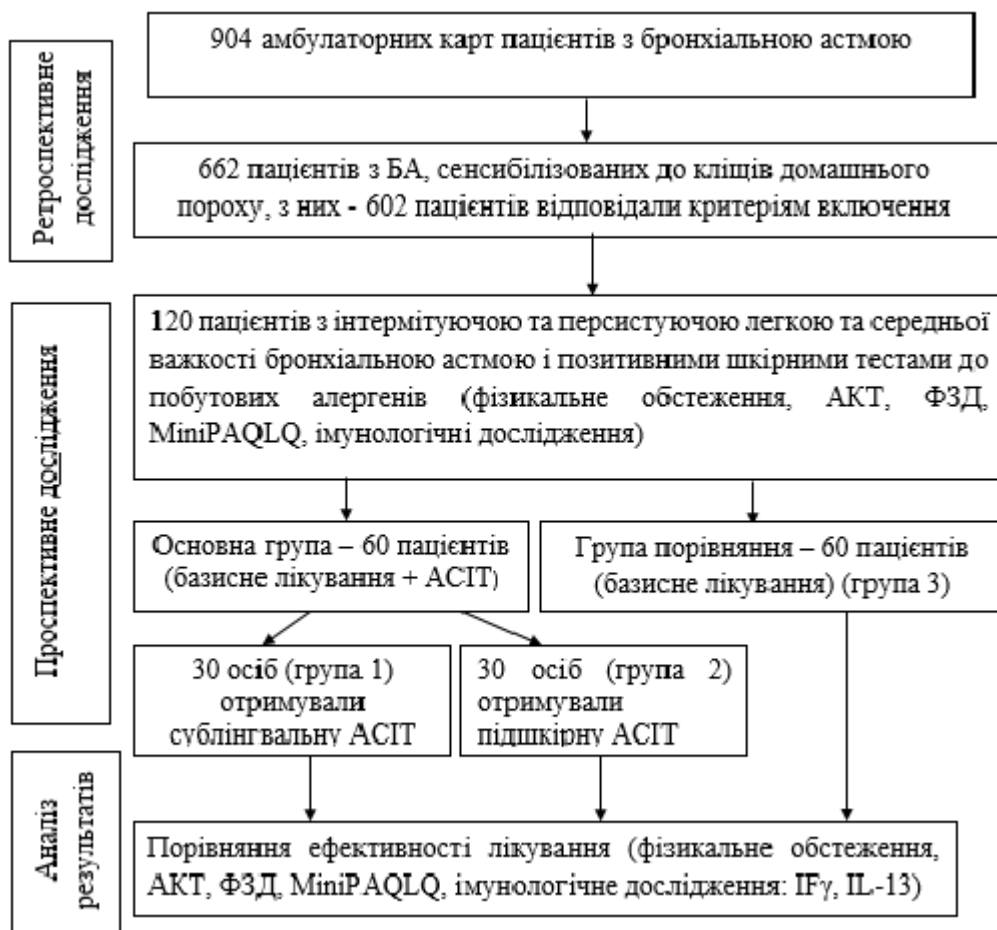 Ретроспективне
дослідження
904 амбулаторних карт пацієнтів з бронхіальною астмою
662 пацієнтів з БА, сенсибілізованих до кліщів домашнього
пороху, з них - 602 пацієнтів відповідали критеріям включення
Проспективне дослідження
120 пацієнтів з інтермітуючою та персистуючою легкою та середньої
важкості бронхіальною астмою і позитивними шкірними тестами до
побутових алергенів (фізикальне обстеження, АКТ, ФЗД,
MiniPAQLQ, імунологічні дослідження)
Основна група – 60 пацієнтів
(базисне лікування + АСІТ)
Група порівняння – 60 пацієнтів
(базисне лікування) (група 3)
30 осіб (група 1)
отримували
сублінгвальну АСІТ
30 осіб (група 2)
отримували
підшкірну АСІТ
Аналіз
результатів
Порівняння ефективності лікування (фізикальне обстеження,
АКТ, ФЗД, MiniPAQLQ, імунологічне дослідження: IFγ, IL-13)